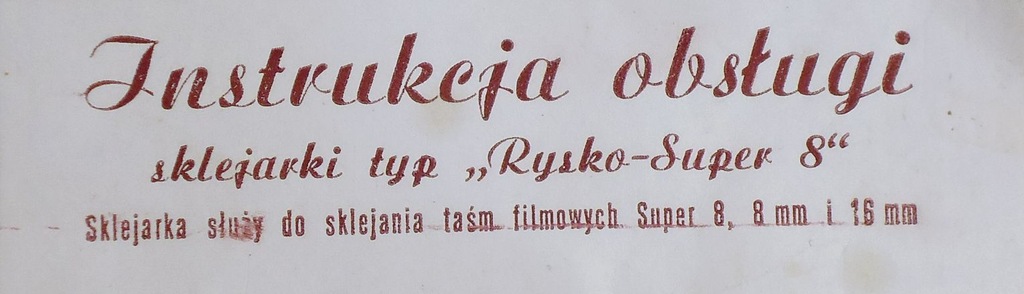 Instrukcja obsługi
sklejarki typ „Rysko-Super 8“
Sklejarka służy do sklejania taśm filmowych Super 8, 8 mm i 16 mm